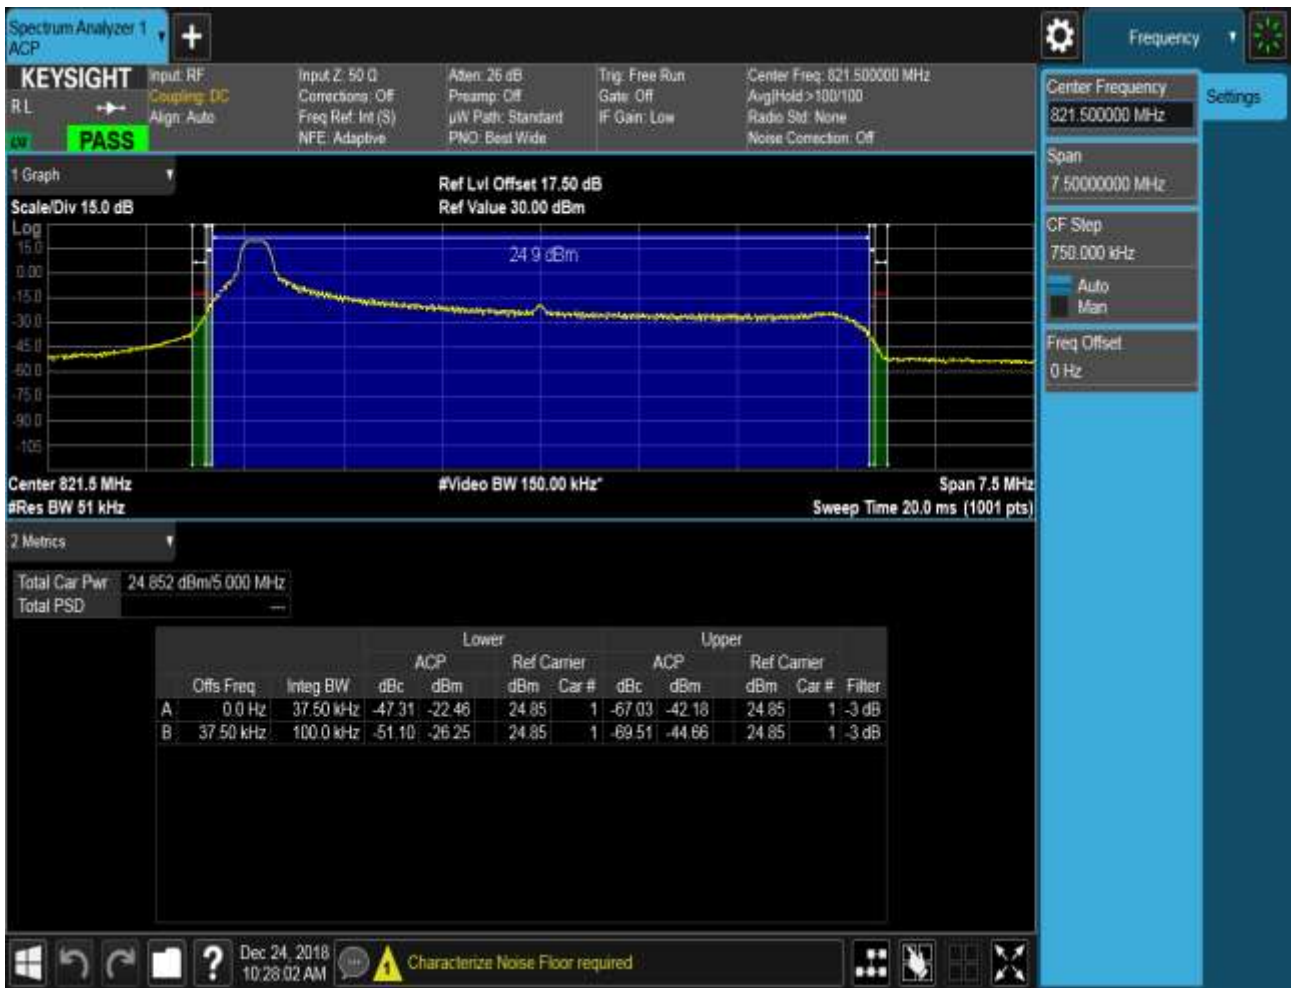 Spectrum Analyzer 1
ACP
+
Frequency
KEYSIGHT
R L
PASS
Input: RF
Coupling: DC
Align: Auto
Input Z: 50 Ω
Corrections: Off
Freq Ref: Int (S)
NFE: Adaptive
Atten: 26 dB
Preamp: Off
µW Path: Standard
PNO: Best Wide
Trig: Free Run
Gate: Off
IF Gain: Low
Center Freq: 821.500000 MHz
Avg|Hold >100/100
Radio Std: None
Noise Correction: Off
Center Frequency
821.500000 MHz
Settings
Span
7.50000000 MHz
CF Step
750.000 kHz
Auto
Man
Freq Offset
0 Hz
1 Graph
Scale/Div 15.0 dB
Ref Lvl Offset 17.50 dB
Ref Value 30.00 dBm
Log
15.0
0.00
-15.0
-30.0
-45.0
-60.0
-75.0
-90.0
-105
24.9 dBm
Center 821.5 MHz
#Video BW 150.00 kHz*
Span 7.5 MHz
#Res BW 51 kHz
Sweep Time 20.0 ms (1001 pts)
2 Metrics
Total Car Pwr 24.852 dBm/5.000 MHz
Total PSD ---
Lower Upper
ACP Ref Carrier ACP Ref Carrier
Offs Freq Integ BW dBc dBm dBm Car # dBc dBm dBm Car # Filter
A 0.0 Hz 37.50 kHz -47.31 -22.46 24.85 1 -67.03 -42.18 24.85 1 -3 dB
B 37.50 kHz 100.0 kHz -51.10 -26.25 24.85 1 -69.51 -44.66 24.85 1 -3 dB
?
Dec 24, 2018
10:28:02 AM
1
Characterize Noise Floor required